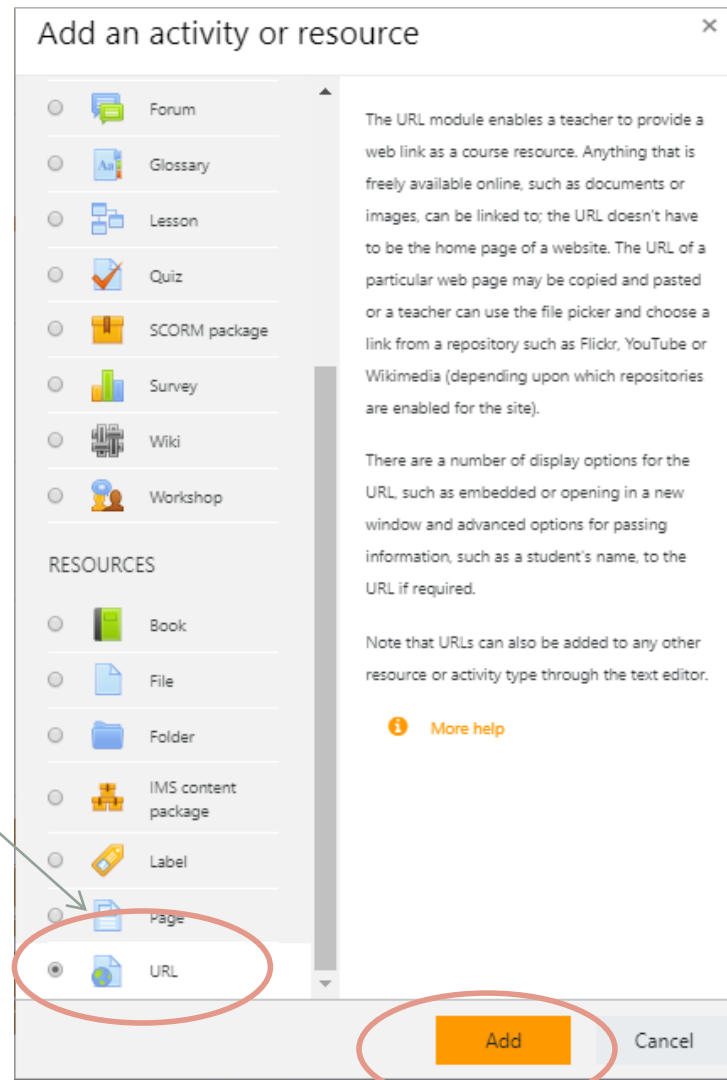 Add an activity or resource
×
Forum
Glossary
Lesson
Quiz
SCORM package
Survey
Wiki
Workshop
RESOURCES
Book
File
Folder
IMS content
package
Label
Page
URL
The URL module enables a teacher to provide a
web link as a course resource. Anything that is
freely available online, such as documents or
images, can be linked to; the URL doesn't have
to be the home page of a website. The URL of a
particular web page may be copied and pasted
or a teacher can use the file picker and choose a
link from a repository such as Flickr, YouTube or
Wikimedia (depending upon which repositories
are enabled for the site).
There are a number of display options for the
URL, such as embedded or opening in a new
window and advanced options for passing
information, such as a student's name, to the
URL if required.
Note that URLs can also be added to any other
resource or activity type through the text editor.
More help
Add
Cancel